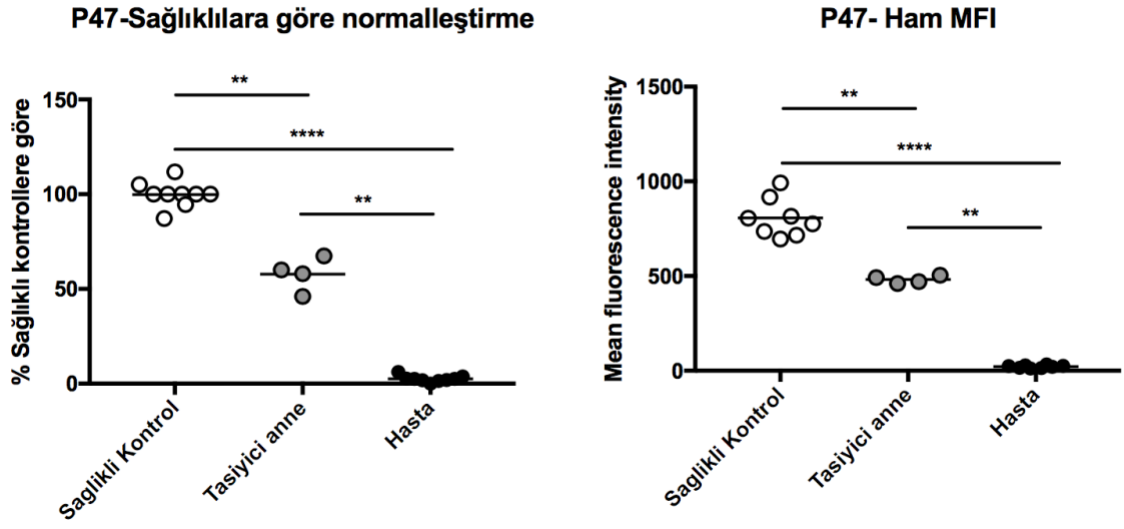 P47-Sağlıklılara göre normalleştirme
% Sağlıklı kontrollere göre
150
100
50
0
**
****
**
Saglikli Kontrol
Tasiyici anne
Hasta
P47- Ham MFI
Mean fluorescence intensity
1500
1000
500
0
**
****
**
Saglikli Kontrol
Tasiyici anne
Hasta